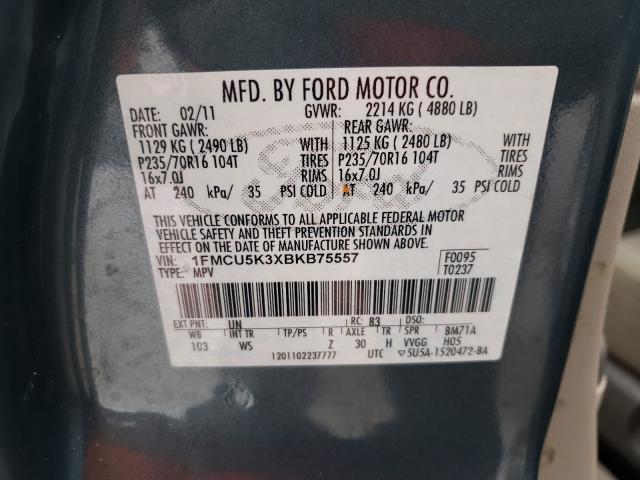 MFD. BY FORD MOTOR CO.
DATE: 02/11 GVWR: 2214 KG ( 4880 LB)
FRONT GAWR: REAR GAWR:
1129 KG ( 2490 LB) WITH 1125 KG ( 2480 LB) WITH
P235/70R16 104T TIRES P235/70R16 104T TIRES
16x7.0J RIMS 16x7.0J RIMS
AT 240 kPa/ 35 PSI COLD AT 240 kPa/ 35 PSI COLD
THIS VEHICLE CONFORMS TO ALL APPLICABLE FEDERAL MOTOR
VEHICLE SAFETY AND THEFT PREVENTION STANDARDS IN
EFFECT ON THE DATE OF MANUFACTURE SHOWN ABOVE.
VIN: 1FMCU5K3XBKB75557 F0095
TYPE: MPV T0237
EXT PNT: UN RC: 83 DSO:
WB INT TR TP/PS R AXLE TR SPR BM71A
103 WS Z 30 H VVGG H05
1201102237777 UTC 5U5A-1520472-BA
Ford